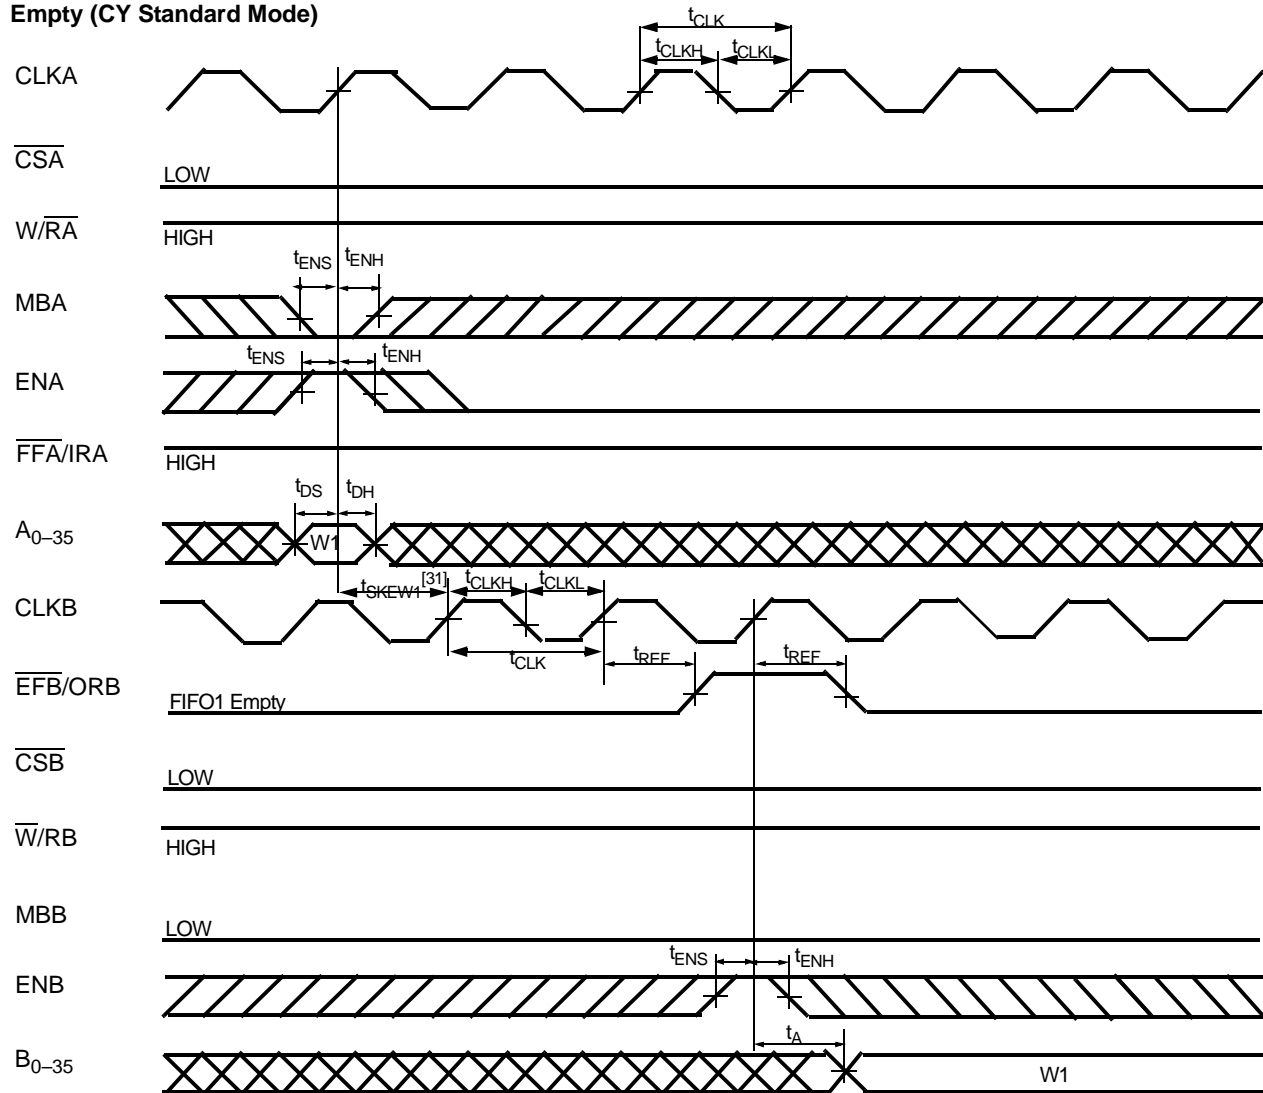 Empty (CY Standard Mode)
tCLK
tCLKH tCLKL
CLKA
CSA
LOW
W/RA
HIGH
tENS tENH
MBA
tENS tENH
ENA
FFA/IRA
HIGH
tDS tDH
A0–35
W1
tSKEW1[31] tCLKH tCLKL
CLKB
tCLK
tREF tREF
EFB/ORB
FIFO1 Empty
CSB
LOW
W/RB
HIGH
MBB
LOW
tENS tENH
ENB
tA
B0–35
W1